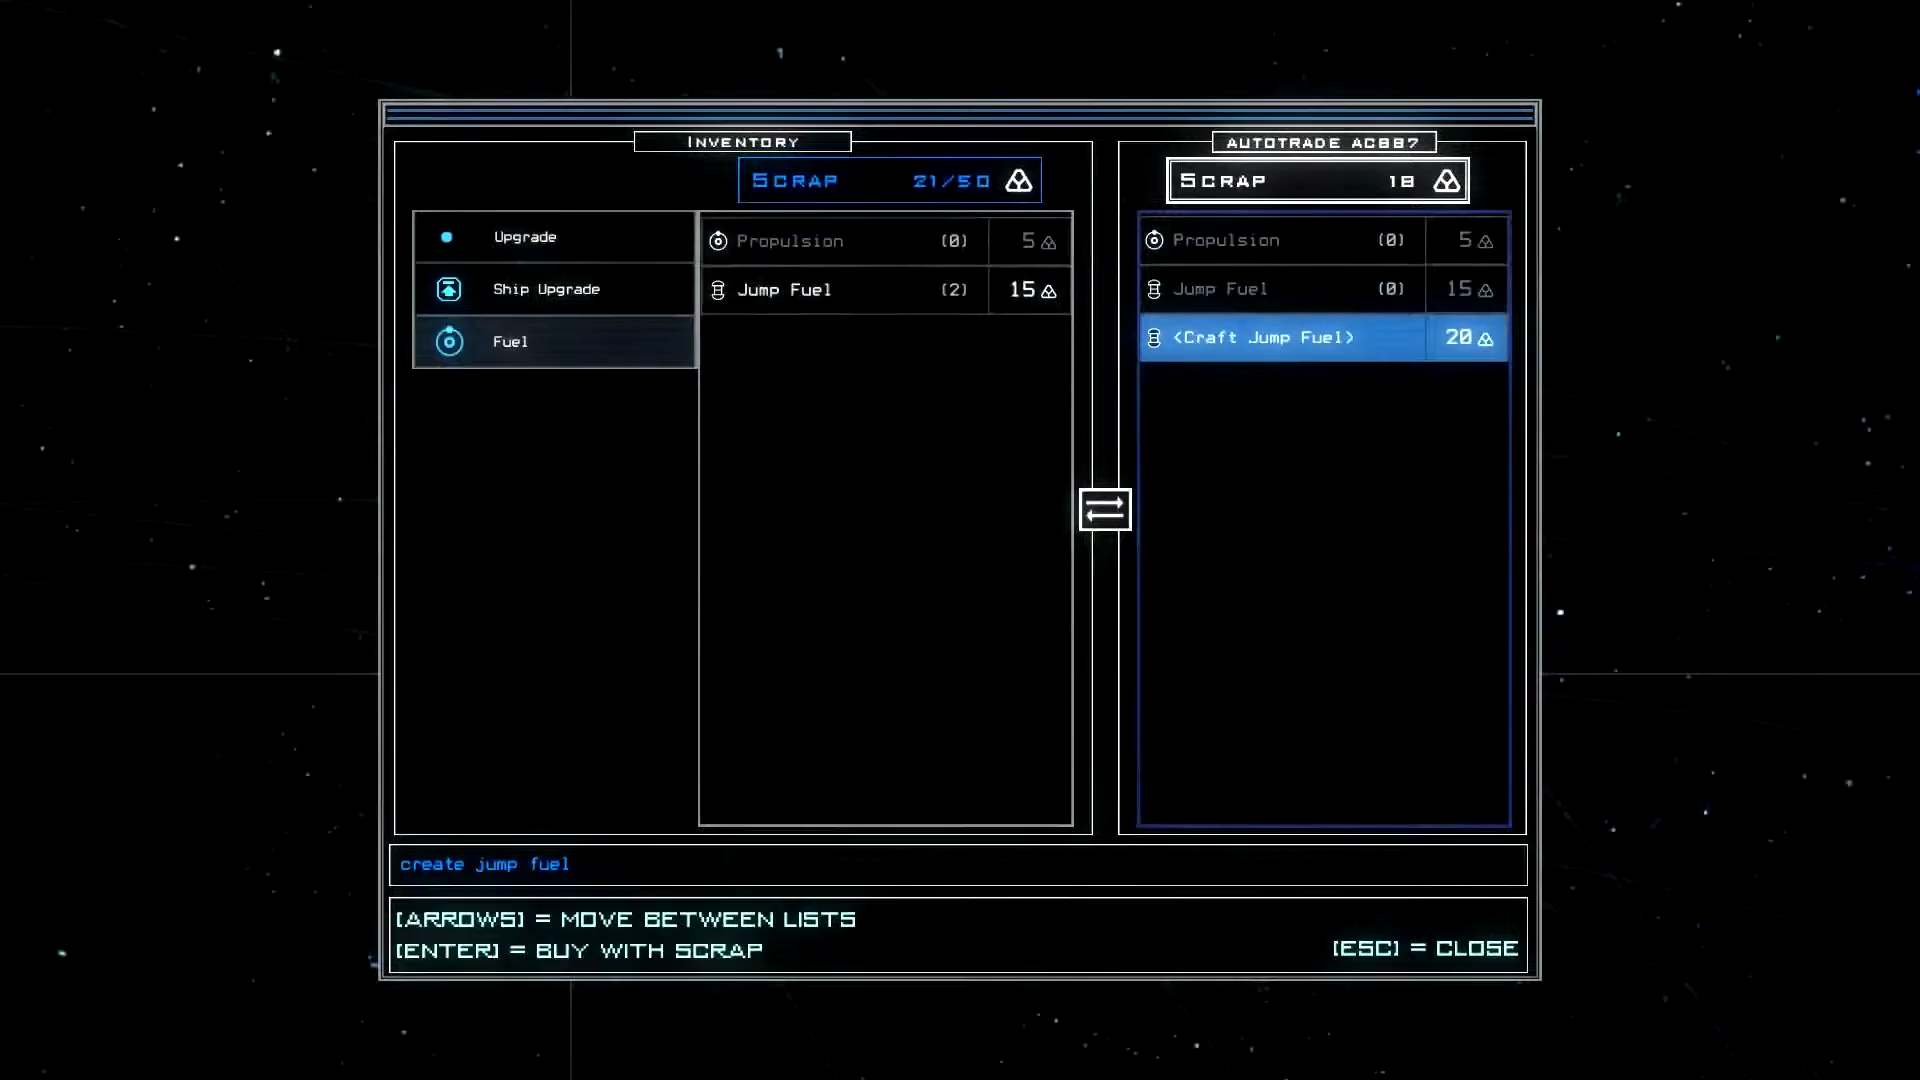 INVENTORY
SCRAP 21/50
Upgrade
Ship Upgrade
Fuel
Propulsion (0) 5
Jump Fuel (2) 15
AUTOTRADE AC887
SCRAP 18
Propulsion (0) 5
Jump Fuel (0) 15
<Craft Jump Fuel> 20
create jump fuel
[ARROWS] = MOVE BETWEEN LISTS
[ENTER] = BUY WITH SCRAP
[ESC] = CLOSE